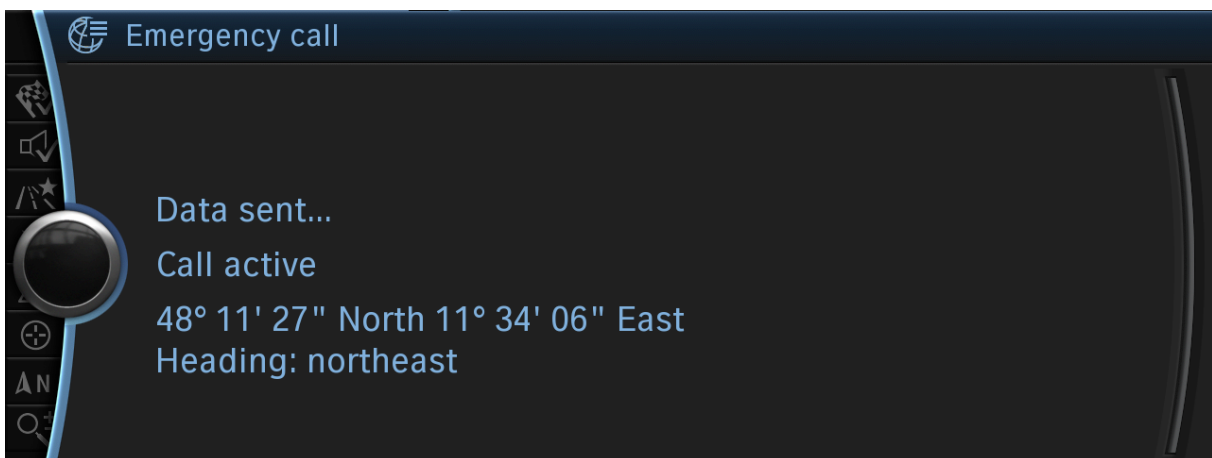 Emergency call
Data sent...
Call active
48° 11' 27" North 11° 34' 06" East
Heading: northeast
N